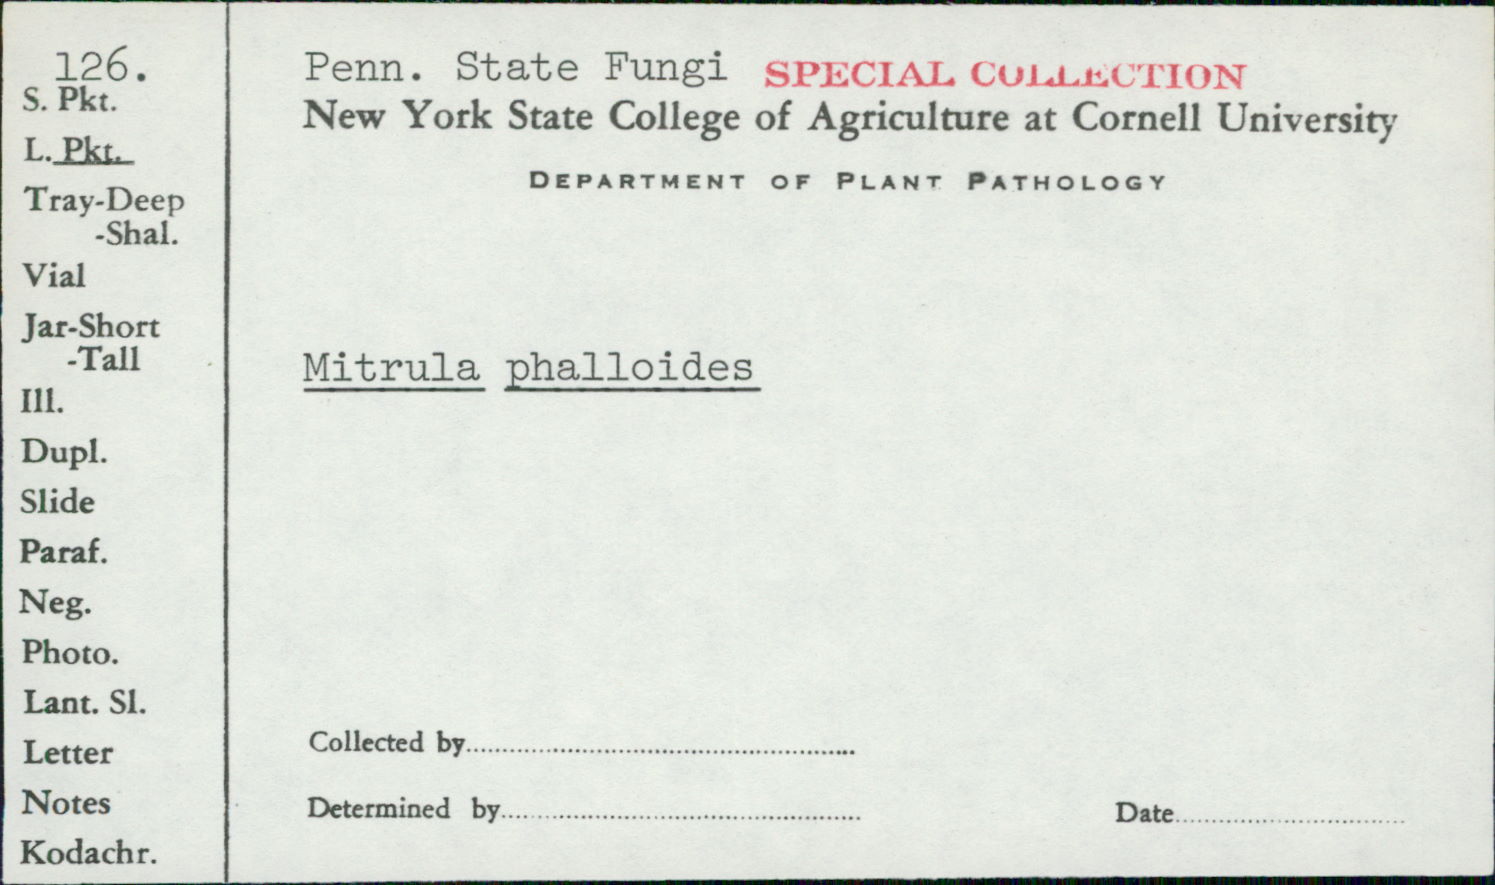 126.
S. Pkt.
L. Pkt.
Tray-Deep
-Shal.
Vial
Jar-Short
-Tall
Ill.
Dupl.
Slide
Paraf.
Neg.
Photo.
Lant. Sl.
Letter
Notes
Kodachr.
Penn. State Fungi SPECIAL COLLECTION
New York State College of Agriculture at Cornell University
DEPARTMENT OF PLANT PATHOLOGY
Mitrula phalloides
Collected by
Determined by
Date